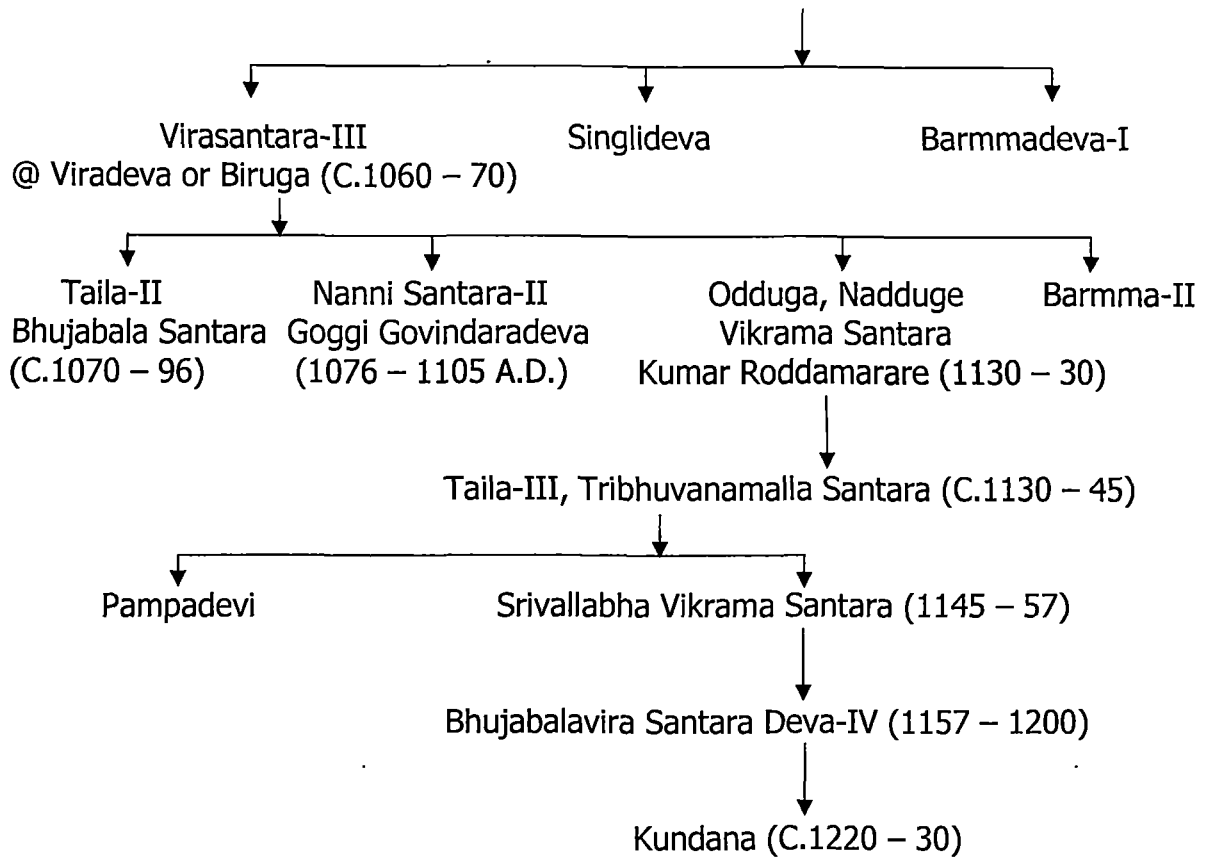 Virasantara-III Singlideva Barmmadeva-I
@ Viradeva or Biruga (C.1060 – 70)
Taila-II Nanni Santara-II Odduga, Nadduge Barmma-II
Bhujabala Santara Goggi Govindaradeva Vikrama Santara
(C.1070 – 96) (1076 – 1105 A.D.) Kumar Roddamarare (1130 – 30)
Taila-III, Tribhuvanamalla Santara (C.1130 – 45)
Pampadevi Srivallabha Vikrama Santara (1145 – 57)
Bhujabalavira Santara Deva-IV (1157 – 1200)
Kundana (C.1220 – 30)